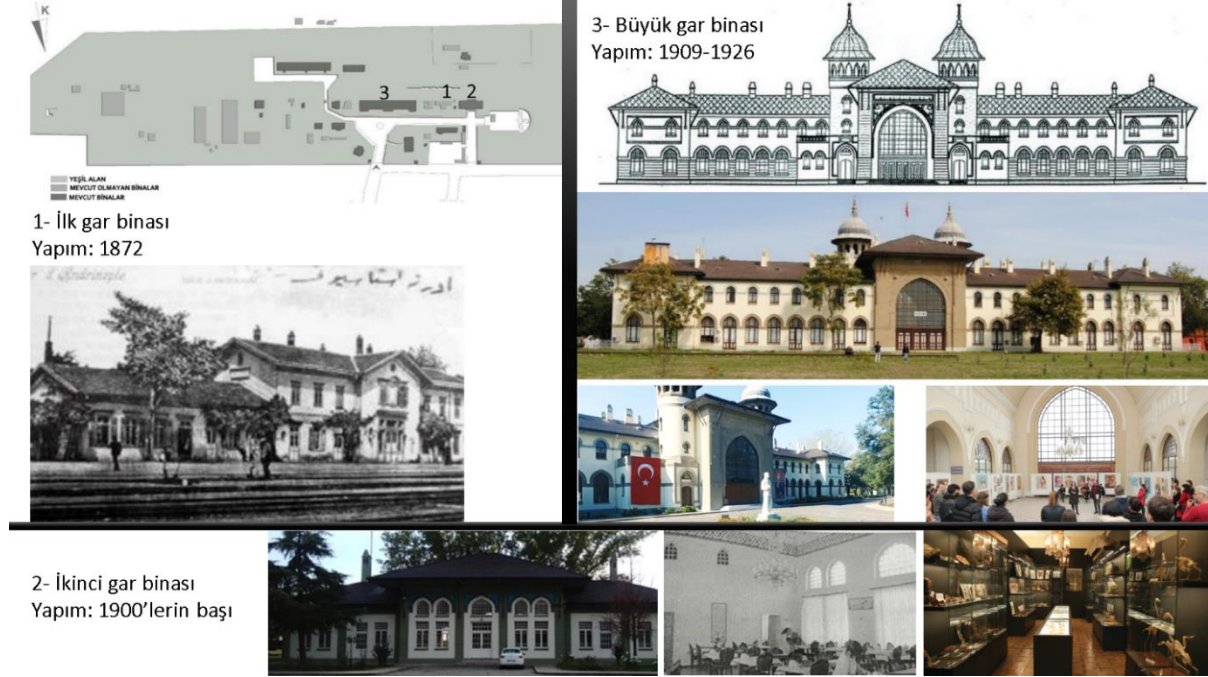 K
3
1
2
YEŞİL ALAN
MEVCUT OLMAYAN BİNALAR
MEVCUT BİNALAR
1- İlk gar binası
Yapım: 1872
d'Andrinople
3- Büyük gar binası
Yapım: 1909-1926
2- İkinci gar binası
Yapım: 1900’lerin başı